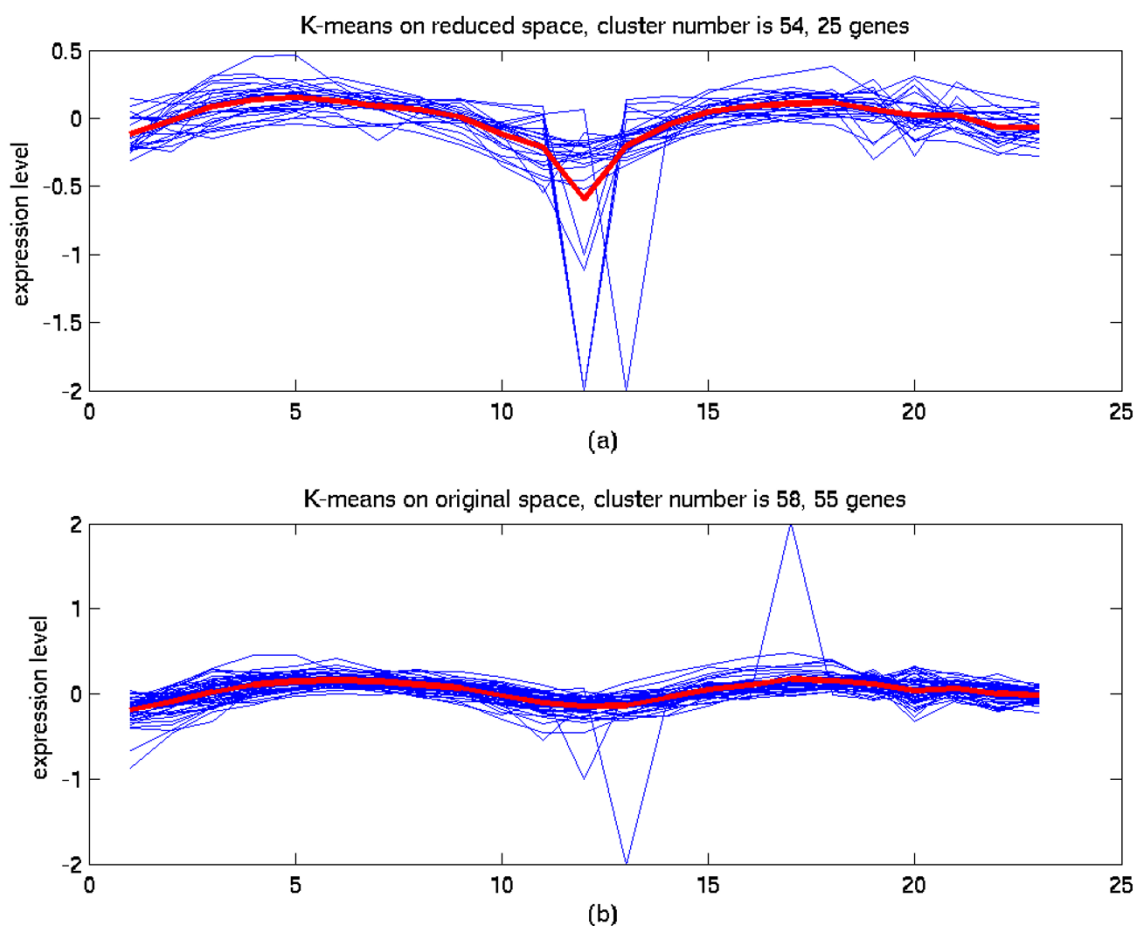 K-means on reduced space, cluster number is 54, 25 genes
0.5
0
-0.5
-1
-1.5
-2
expression level
0 5 10 15 20 25
(a)
K-means on original space, cluster number is 58, 55 genes
2
1
0
-1
-2
expression level
0 5 10 15 20 25
(b)